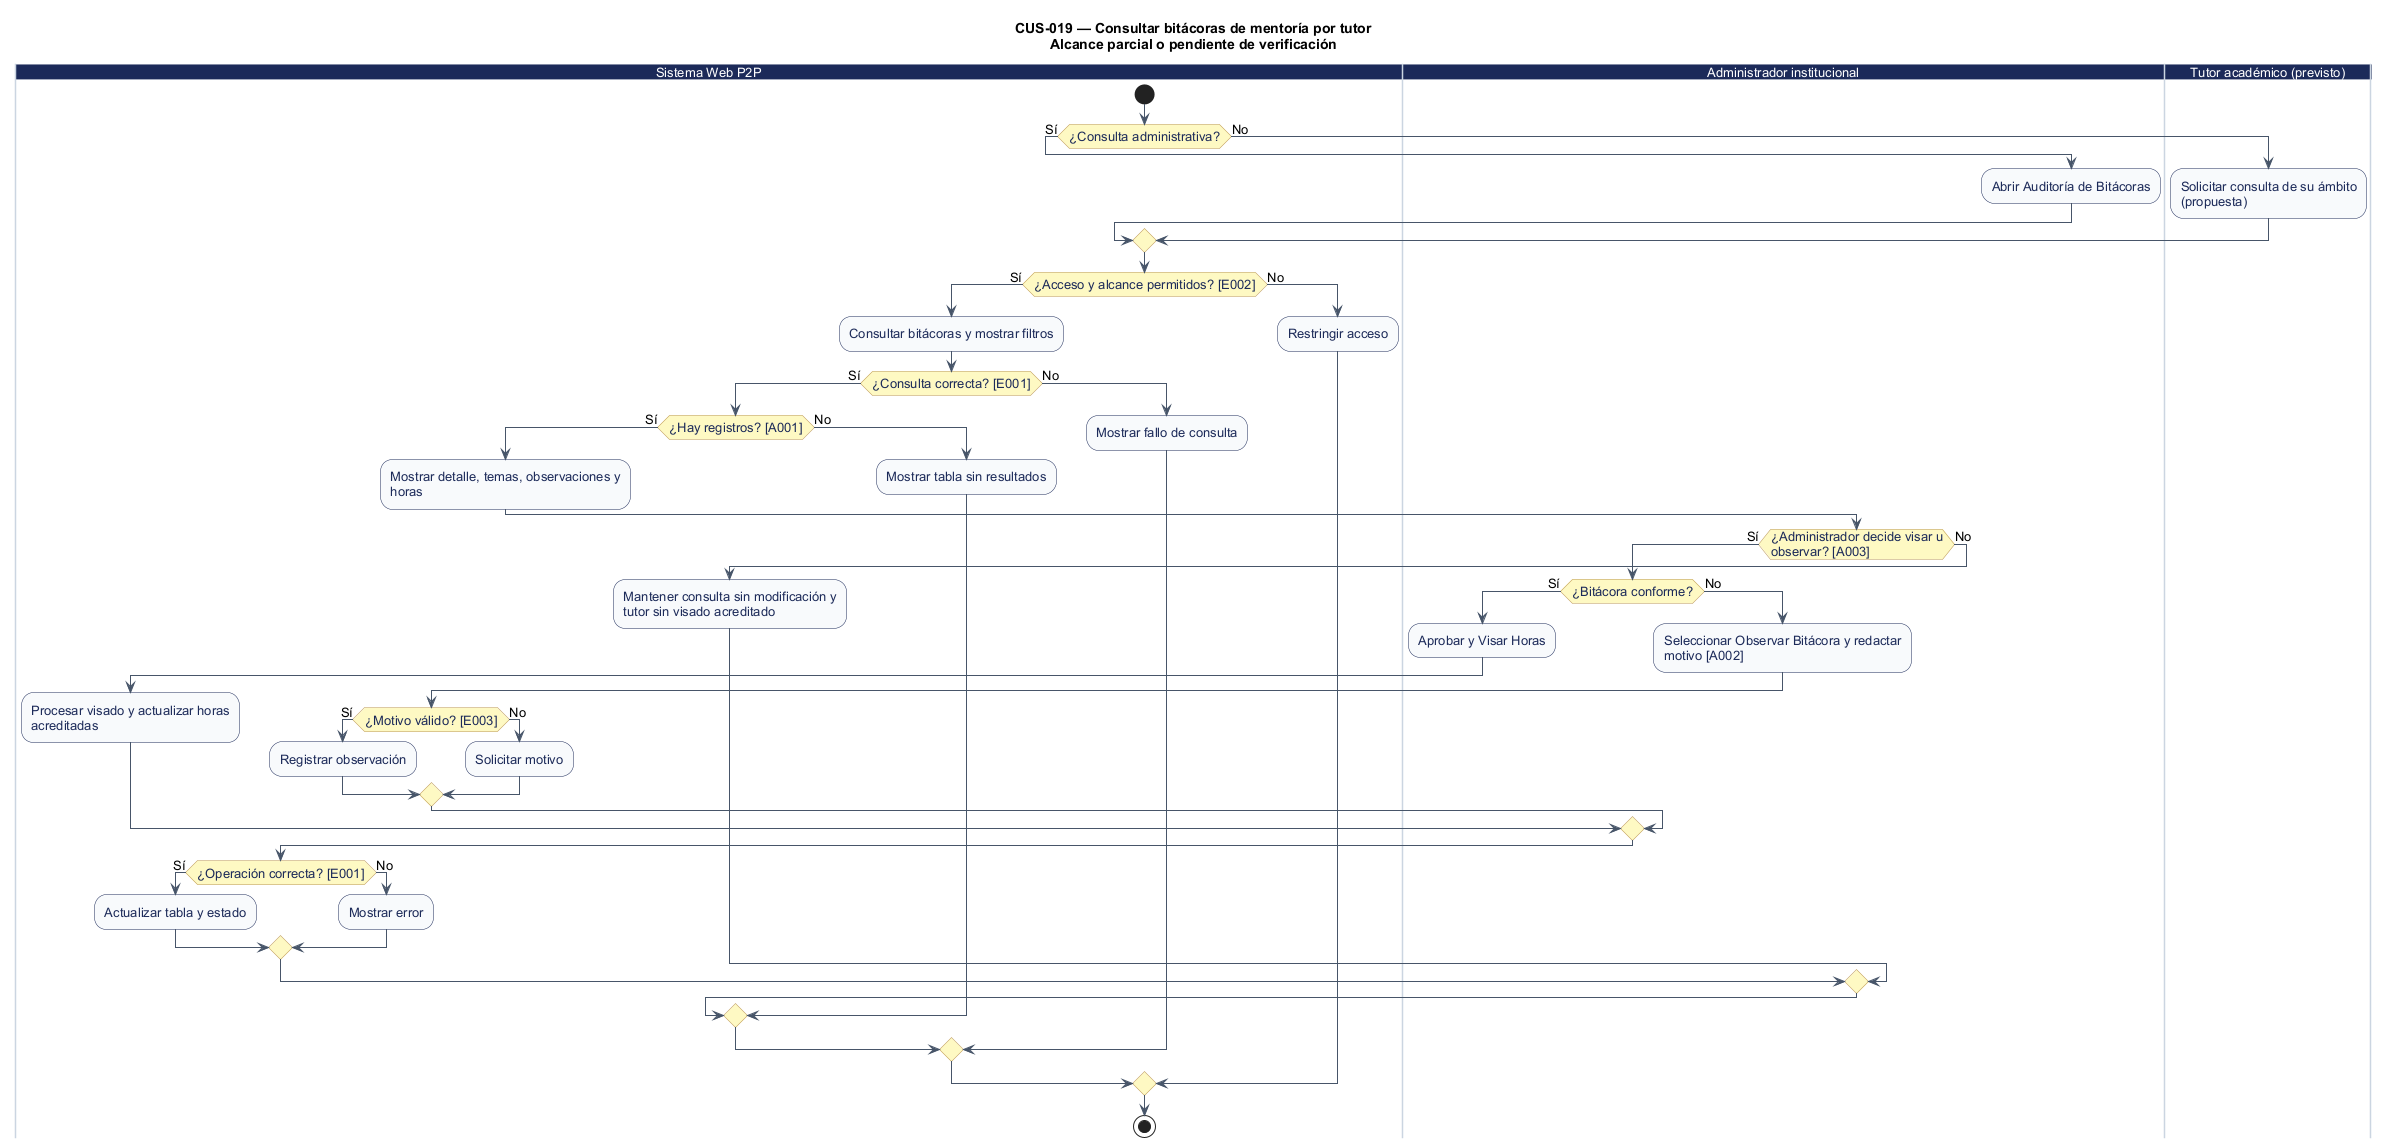 CUS-019 — Consultar bitácoras de mentoría por tutor
Alcance parcial o pendiente de verificación
Sistema Web P2P
Administrador institucional
Tutor académico (previsto)
Sí
¿Consulta administrativa?
No
Abrir Auditoría de Bitácoras
Solicitar consulta de su ámbito
(propuesta)
Sí
¿Acceso y alcance permitidos? [E002]
No
Consultar bitácoras y mostrar filtros
Restringir acceso
Sí
¿Consulta correcta? [E001]
No
Sí
¿Hay registros? [A001]
No
Mostrar fallo de consulta
Mostrar detalle, temas, observaciones y
horas
Mostrar tabla sin resultados
Sí
¿Administrador decide visar u
observar? [A003]
No
Mantener consulta sin modificación y
tutor sin visado acreditado
Sí
¿Bitácora conforme?
No
Aprobar y Visar Horas
Seleccionar Observar Bitácora y redactar
motivo [A002]
Procesar visado y actualizar horas
acreditadas
Sí
¿Motivo válido? [E003]
No
Registrar observación
Solicitar motivo
Sí
¿Operación correcta? [E001]
No
Actualizar tabla y estado
Mostrar error